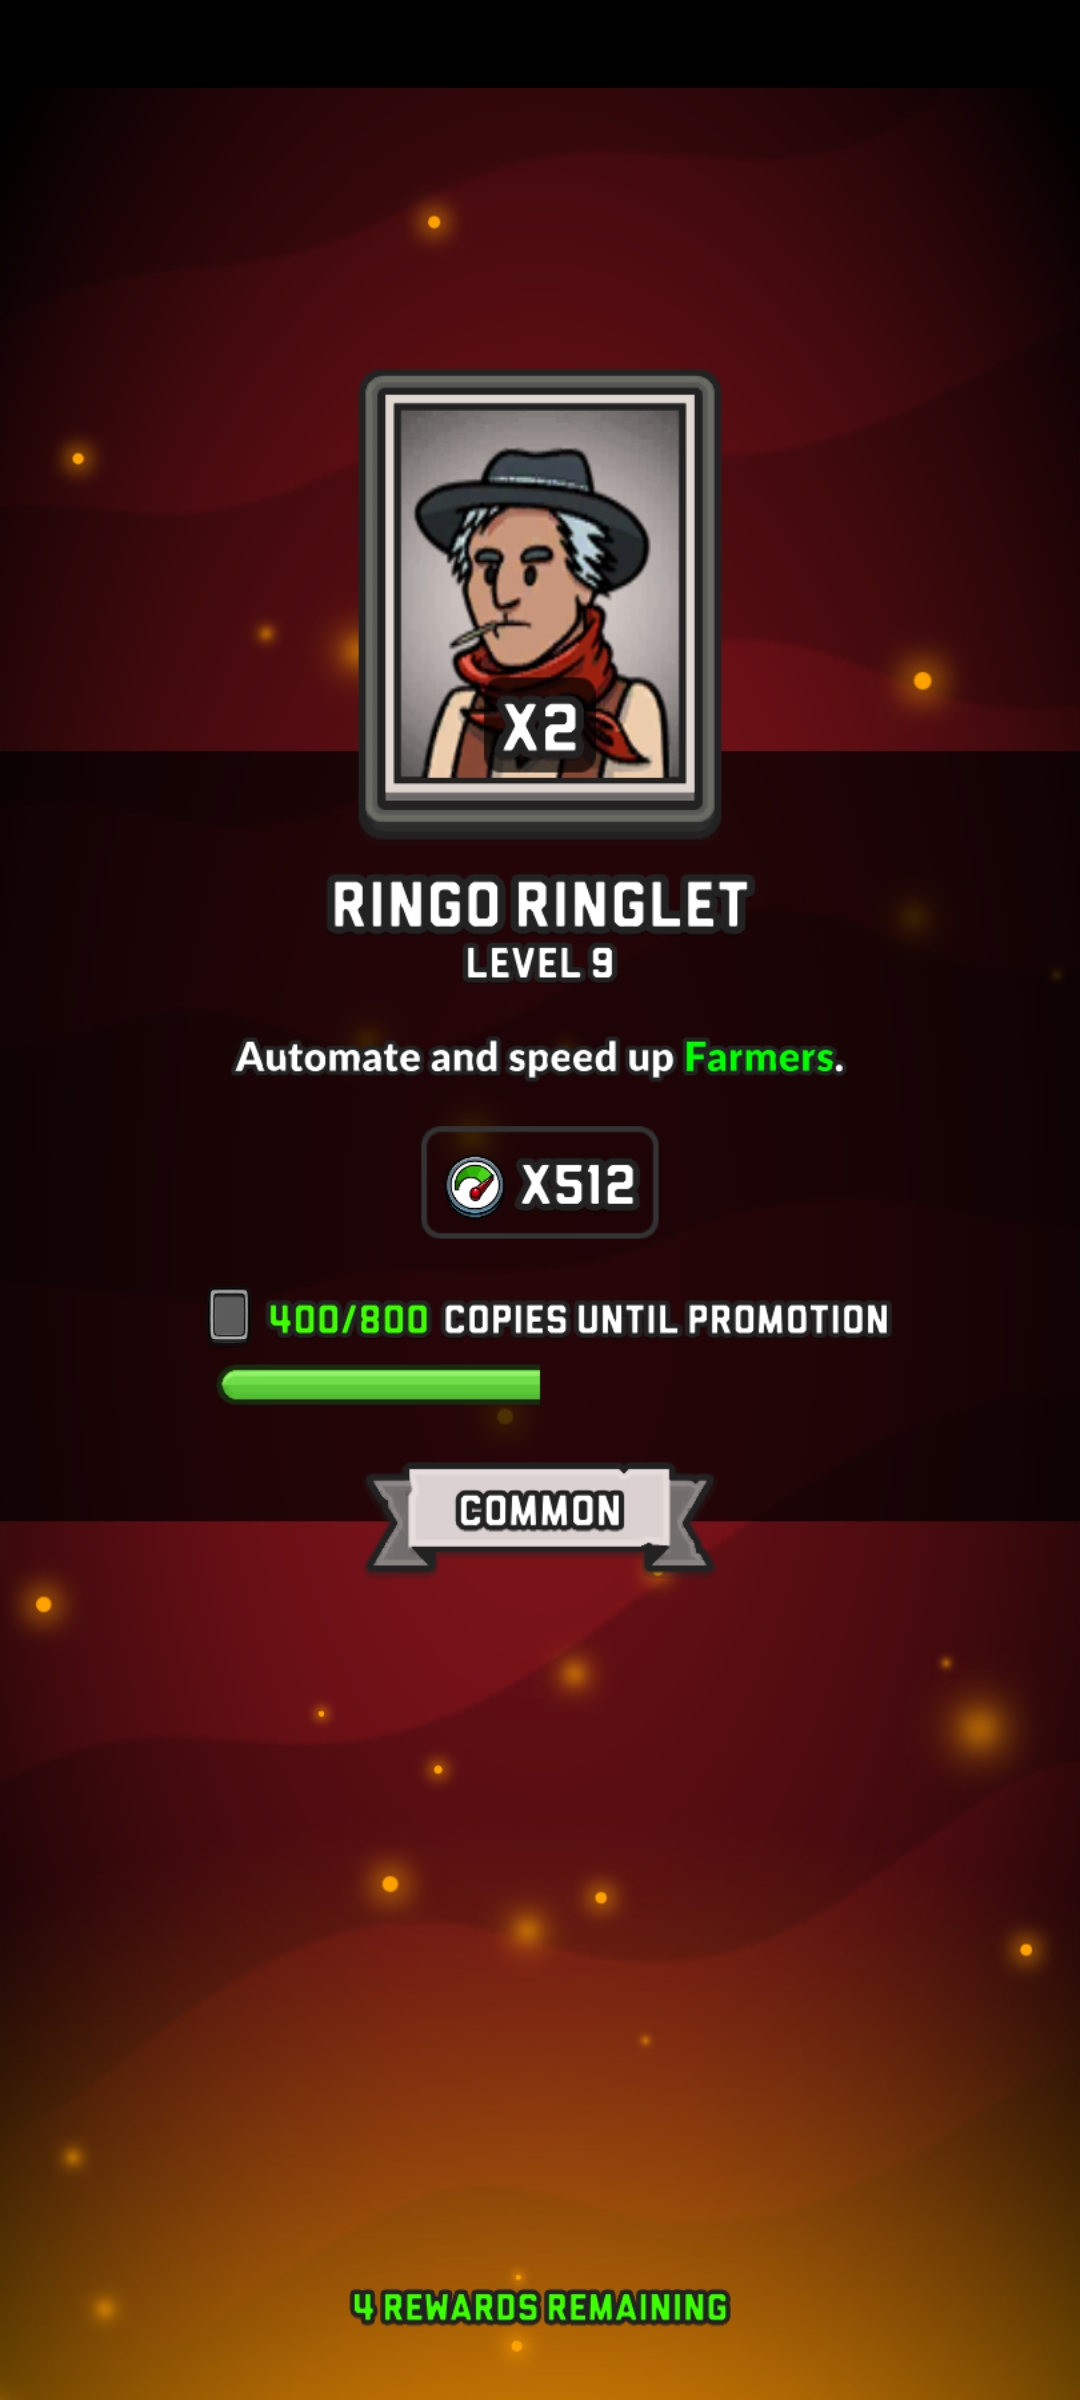 X2
RINGO RINGLET
LEVEL 9
Automate and speed up Farmers.
X512
400/800 COPIES UNTIL PROMOTION
COMMON
4 REWARDS REMAINING